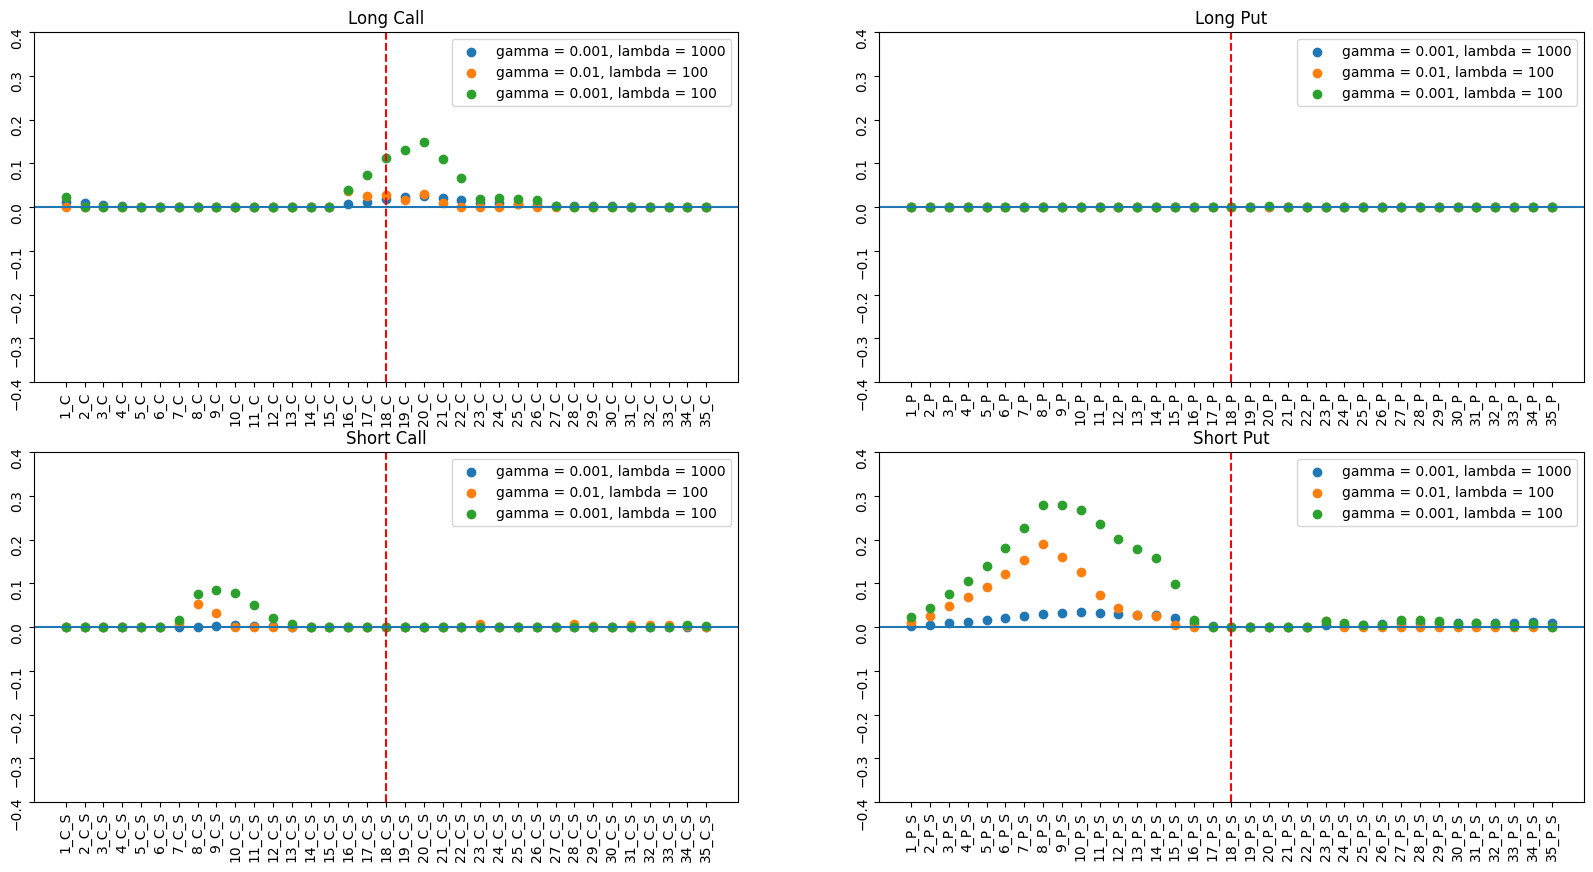 Long Call
0.4
0.3
0.2
0.1
0.0
−0.1
−0.2
−0.3
−0.4
gamma = 0.001, lambda = 1000
gamma = 0.01, lambda = 100
gamma = 0.001, lambda = 100
1_C 2_C 3_C 4_C 5_C 6_C 7_C 8_C 9_C 10_C 11_C 12_C 13_C 14_C 15_C 16_C 17_C 18_C 19_C 20_C 21_C 22_C 23_C 24_C 25_C 26_C 27_C 28_C 29_C 30_C 31_C 32_C 33_C 34_C 35_C
Long Put
0.4
0.3
0.2
0.1
0.0
−0.1
−0.2
−0.3
−0.4
gamma = 0.001, lambda = 1000
gamma = 0.01, lambda = 100
gamma = 0.001, lambda = 100
1_P 2_P 3_P 4_P 5_P 6_P 7_P 8_P 9_P 10_P 11_P 12_P 13_P 14_P 15_P 16_P 17_P 18_P 19_P 20_P 21_P 22_P 23_P 24_P 25_P 26_P 27_P 28_P 29_P 30_P 31_P 32_P 33_P 34_P 35_P
Short Call
0.4
0.3
0.2
0.1
0.0
−0.1
−0.2
−0.3
−0.4
gamma = 0.001, lambda = 1000
gamma = 0.01, lambda = 100
gamma = 0.001, lambda = 100
1_C_S 2_C_S 3_C_S 4_C_S 5_C_S 6_C_S 7_C_S 8_C_S 9_C_S 10_C_S 11_C_S 12_C_S 13_C_S 14_C_S 15_C_S 16_C_S 17_C_S 18_C_S 19_C_S 20_C_S 21_C_S 22_C_S 23_C_S 24_C_S 25_C_S 26_C_S 27_C_S 28_C_S 29_C_S 30_C_S 31_C_S 32_C_S 33_C_S 34_C_S 35_C_S
Short Put
0.4
0.3
0.2
0.1
0.0
−0.1
−0.2
−0.3
−0.4
gamma = 0.001, lambda = 1000
gamma = 0.01, lambda = 100
gamma = 0.001, lambda = 100
1_P_S 2_P_S 3_P_S 4_P_S 5_P_S 6_P_S 7_P_S 8_P_S 9_P_S 10_P_S 11_P_S 12_P_S 13_P_S 14_P_S 15_P_S 16_P_S 17_P_S 18_P_S 19_P_S 20_P_S 21_P_S 22_P_S 23_P_S 24_P_S 25_P_S 26_P_S 27_P_S 28_P_S 29_P_S 30_P_S 31_P_S 32_P_S 33_P_S 34_P_S 35_P_S